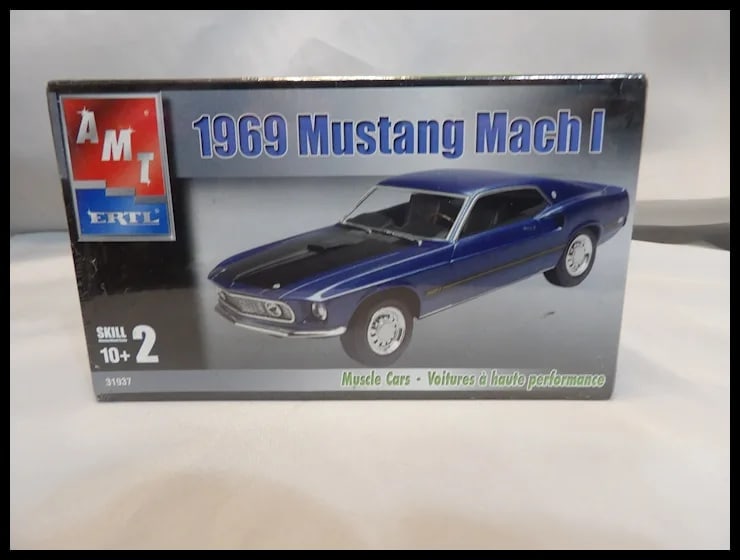 AMT
ERTL
1969 Mustang Mach I
SKILL
2
10+
31937
Muscle Cars - Voitures à haute performance